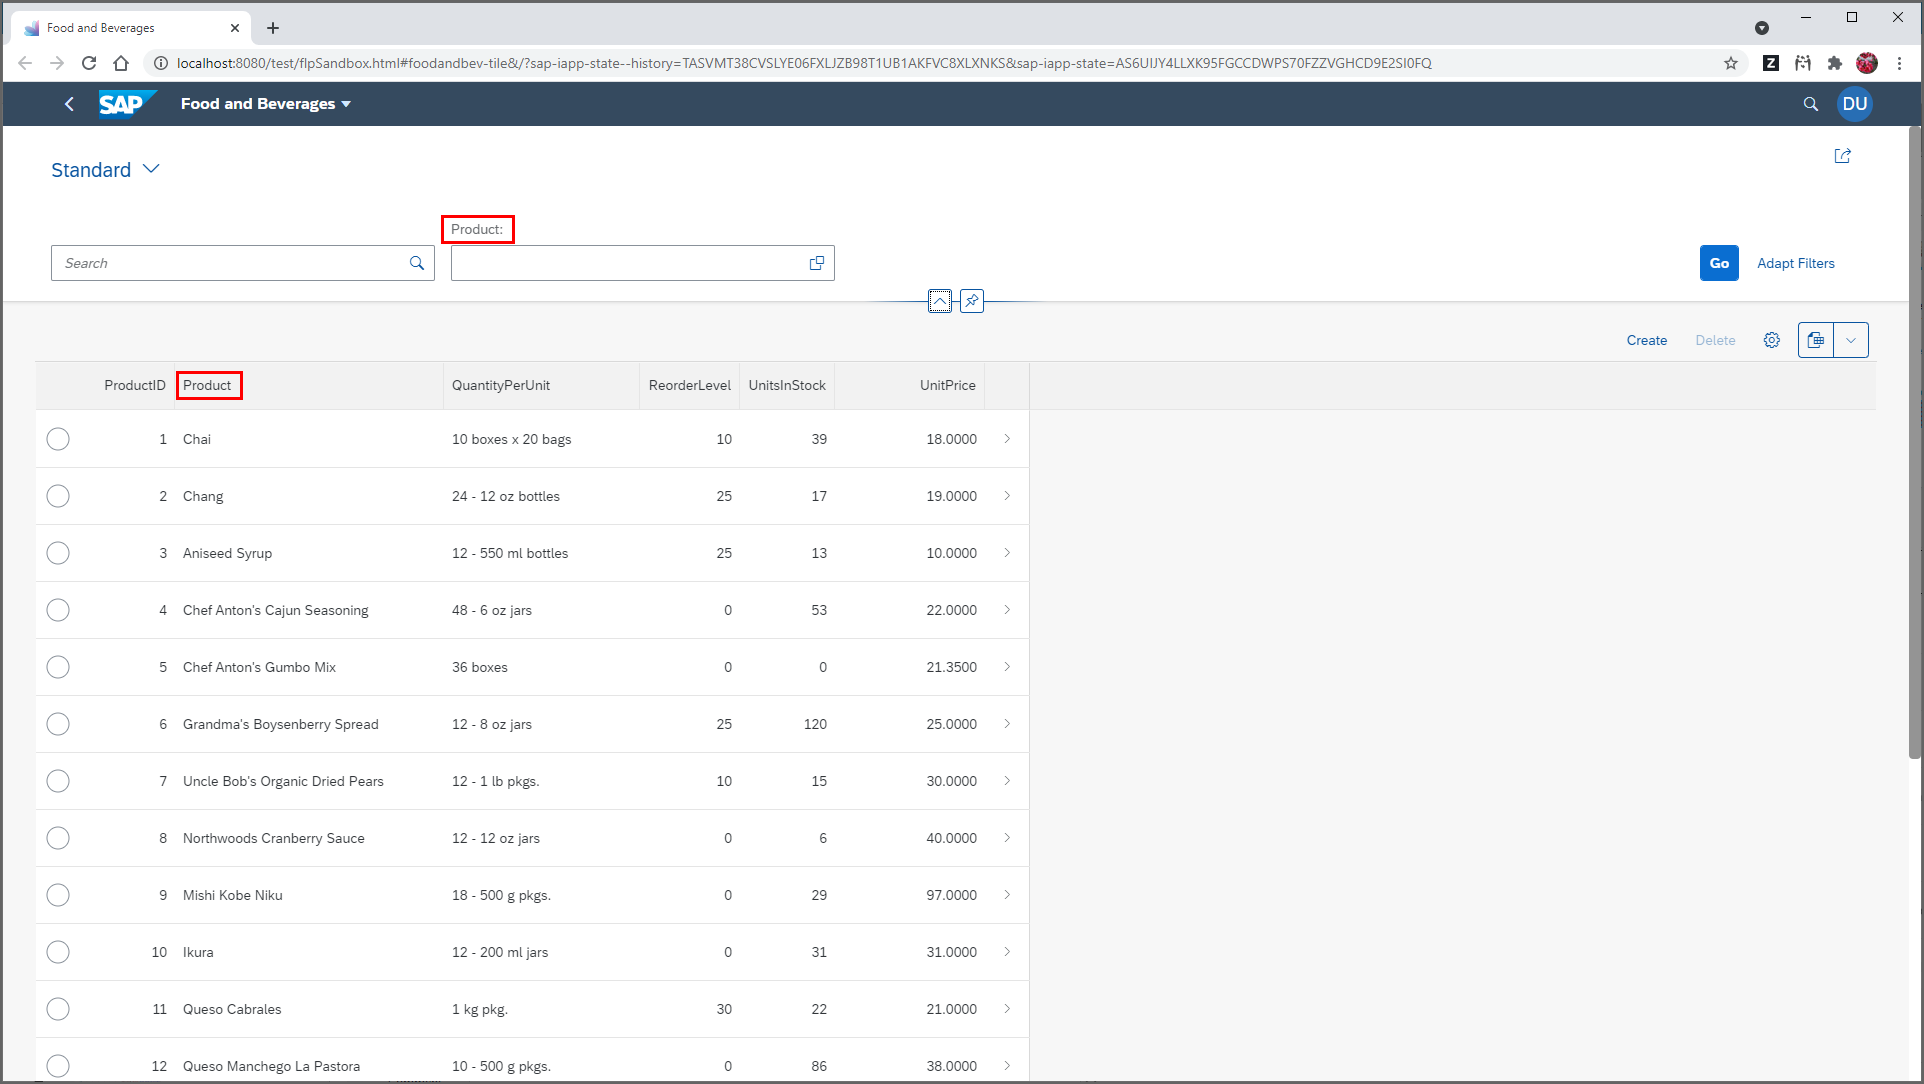 Food and Beverages
localhost:8080/test/flpSandbox.html#foodandbev-tile&/?sap-iapp-state--history=TASVMT38CVSLYE06FXLJZB98T1UB1AKFVC8XLXNKS&sap-iapp-state=AS6UIJY4LLXK95FGCCDWPS70FZZVGHCD9E2SI0FQ
Z
SAP Food and Beverages DU
Standard
Product:
Search
Go Adapt Filters
Create Delete
ProductID Product QuantityPerUnit ReorderLevel UnitsInStock UnitPrice
1 Chai 10 boxes x 20 bags 10 39 18.0000
2 Chang 24 - 12 oz bottles 25 17 19.0000
3 Aniseed Syrup 12 - 550 ml bottles 25 13 10.0000
4 Chef Anton's Cajun Seasoning 48 - 6 oz jars 0 53 22.0000
5 Chef Anton's Gumbo Mix 36 boxes 0 0 21.3500
6 Grandma's Boysenberry Spread 12 - 8 oz jars 25 120 25.0000
7 Uncle Bob's Organic Dried Pears 12 - 1 lb pkgs. 10 15 30.0000
8 Northwoods Cranberry Sauce 12 - 12 oz jars 0 6 40.0000
9 Mishi Kobe Niku 18 - 500 g pkgs. 0 29 97.0000
10 Ikura 12 - 200 ml jars 0 31 31.0000
11 Queso Cabrales 1 kg pkg. 30 22 21.0000
12 Queso Manchego La Pastora 10 - 500 g pkgs. 0 86 38.0000